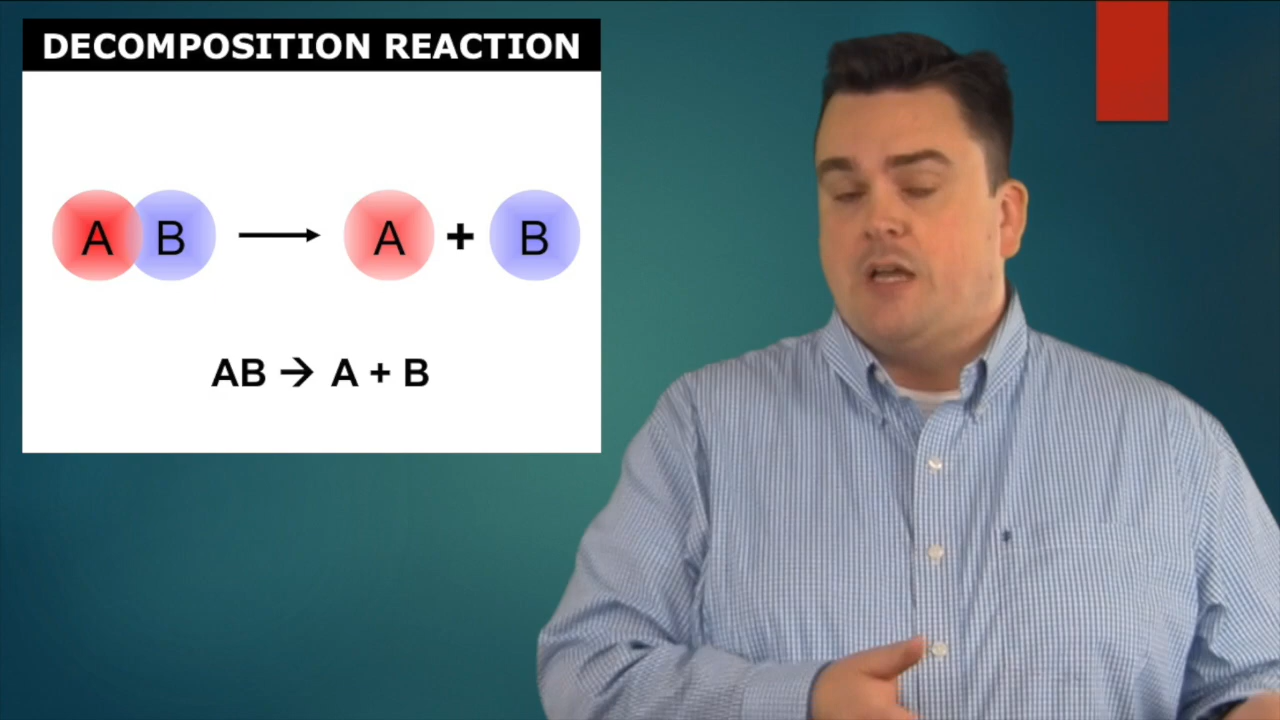 DECOMPOSITION REACTION
A B → A + B
AB → A + B